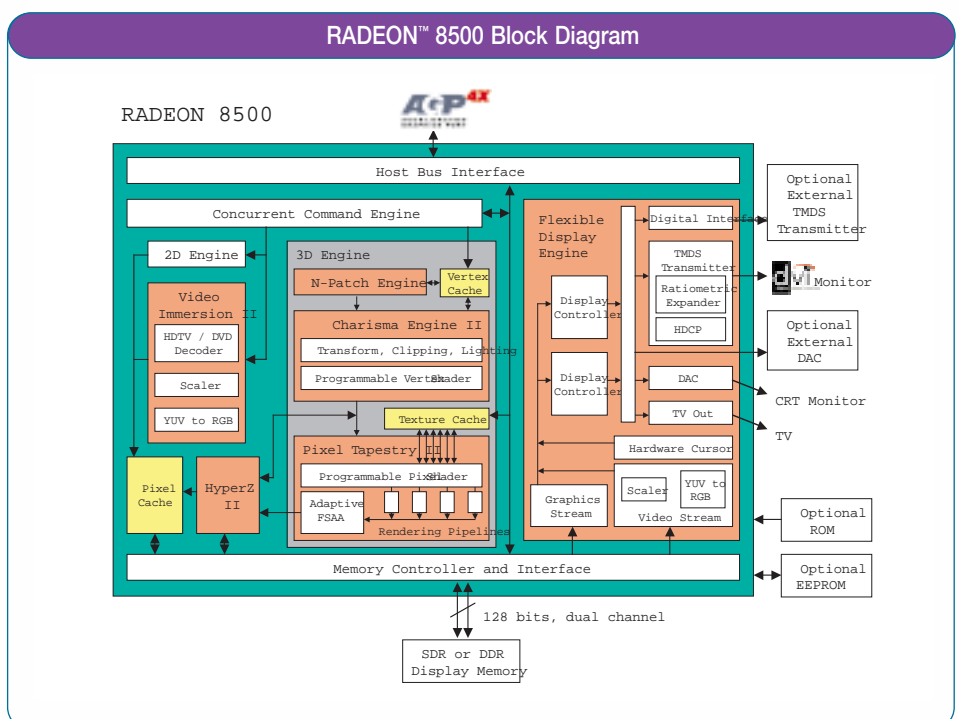 RADEON™ 8500 Block Diagram
RADEON 8500
AGP 4X
Host Bus Interface
Concurrent Command Engine
2D Engine
Video
Immersion II
HDTV / DVD
Decoder
Scaler
YUV to RGB
3D Engine
N-Patch Engine
Vertex
Cache
Charisma Engine II
Transform, Clipping, Lighting
Programmable Vertex Shader
Texture Cache
Pixel Tapestry II
Programmable Pixel Shader
Adaptive
FSAA
Rendering Pipelines
Pixel
Cache
HyperZ
II
Flexible
Display
Engine
Display
Controller
Display
Controller
Digital Interface
TMDS
Transmitter
Ratiometric
Expander
HDCP
DAC
TV Out
Hardware Cursor
Graphics
Stream
Scaler
YUV to
RGB
Video Stream
Optional
External
TMDS
Transmitter
dvi Monitor
Optional
External
DAC
CRT Monitor
TV
Optional
ROM
Optional
EEPROM
Memory Controller and Interface
128 bits, dual channel
SDR or DDR
Display Memory